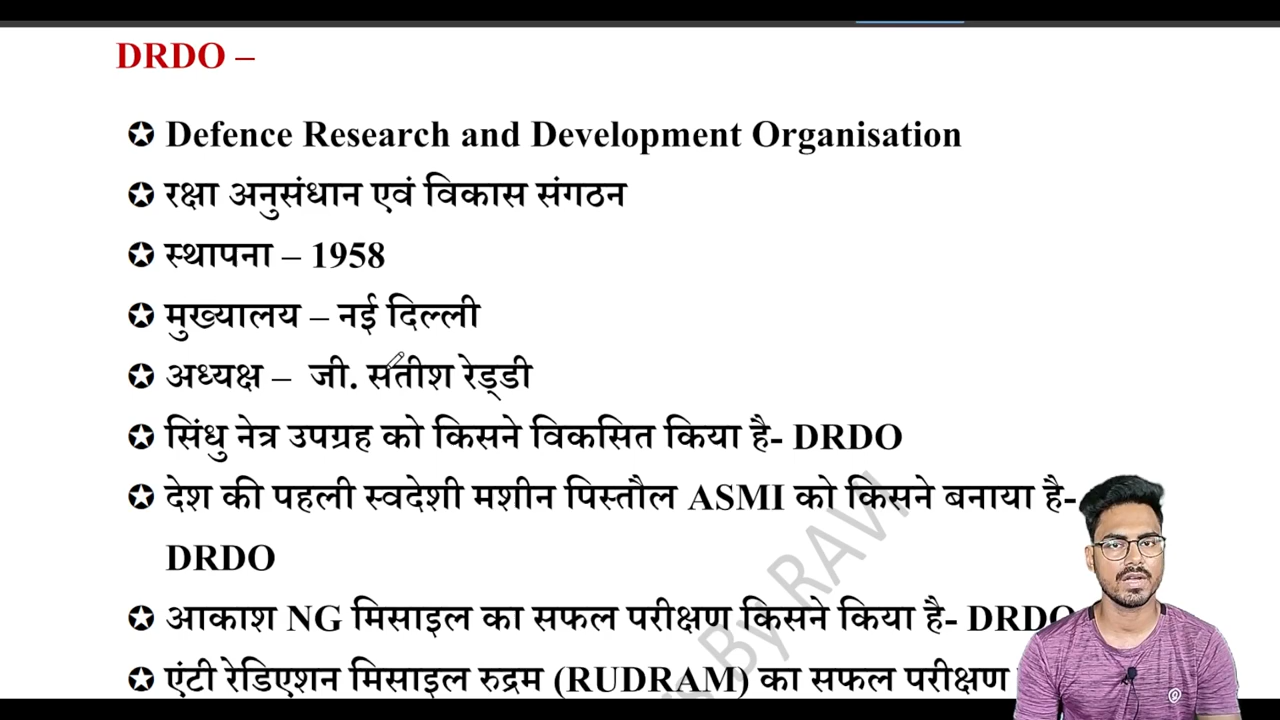 DRDO –
✪ Defence Research and Development Organisation
✪ रक्षा अनुसंधान एवं विकास संगठन
✪ स्थापना – 1958
✪ मुख्यालय – नई दिल्ली
✪ अध्यक्ष – जी. सतीश रेड्डी
✪ सिंधु नेत्र उपग्रह को किसने विकसित किया है- DRDO
✪ देश की पहली स्वदेशी मशीन पिस्तौल ASMI को किसने बनाया है-
DRDO
✪ आकाश NG मिसाइल का सफल परीक्षण किसने किया है- DRDO
✪ एंटी रेडिएशन मिसाइल रुद्रम (RUDRAM) का सफल परीक्षण
By RAVI